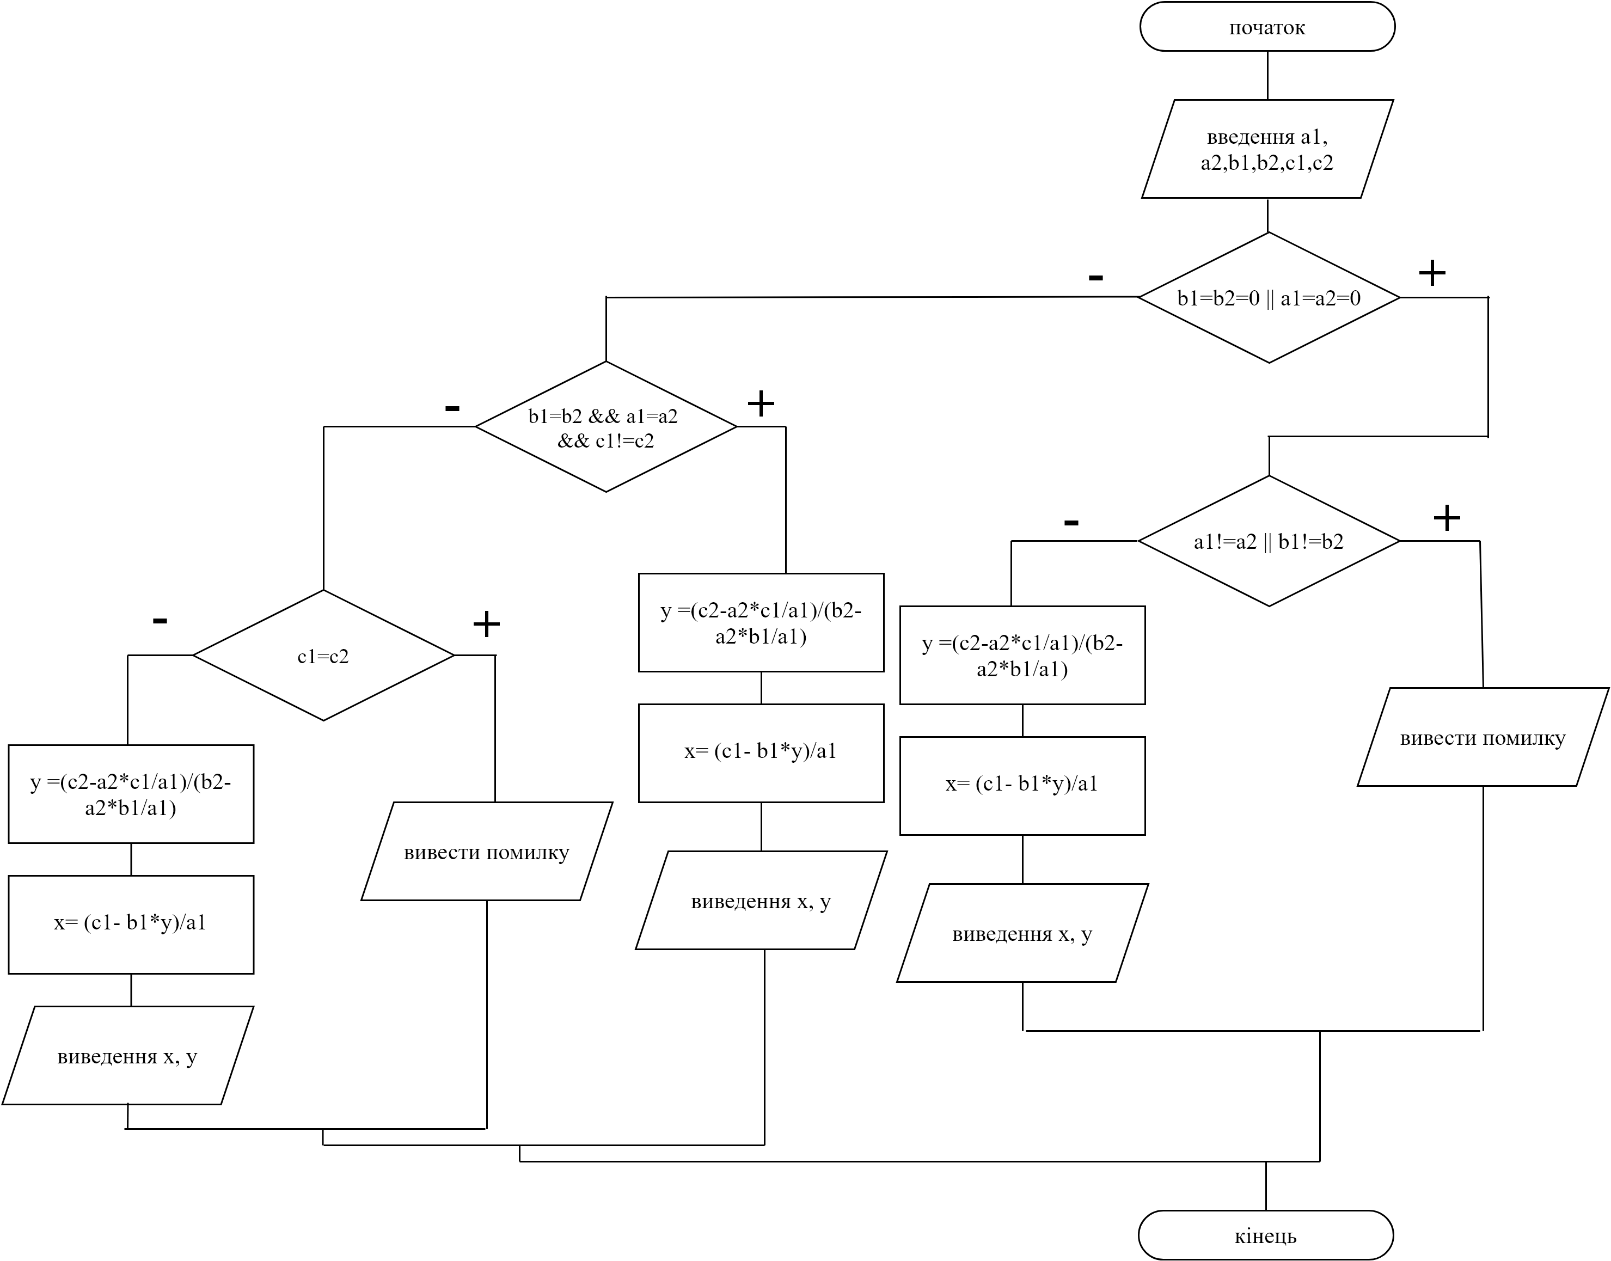 початок
введення a1,
a2,b1,b2,c1,c2
-
+
b1=b2=0 || a1=a2=0
-
+
b1=b2 && a1=a2
&& c1!=c2
-
+
a1!=a2 || b1!=b2
-
+
c1=c2
y =(c2-a2*c1/a1)/(b2-
a2*b1/a1)
x= (c1- b1*y)/a1
виведення x, y
вивести помилку
y =(c2-a2*c1/a1)/(b2-
a2*b1/a1)
x= (c1- b1*y)/a1
виведення x, y
y =(c2-a2*c1/a1)/(b2-
a2*b1/a1)
x= (c1- b1*y)/a1
виведення x, y
вивести помилку
кінець